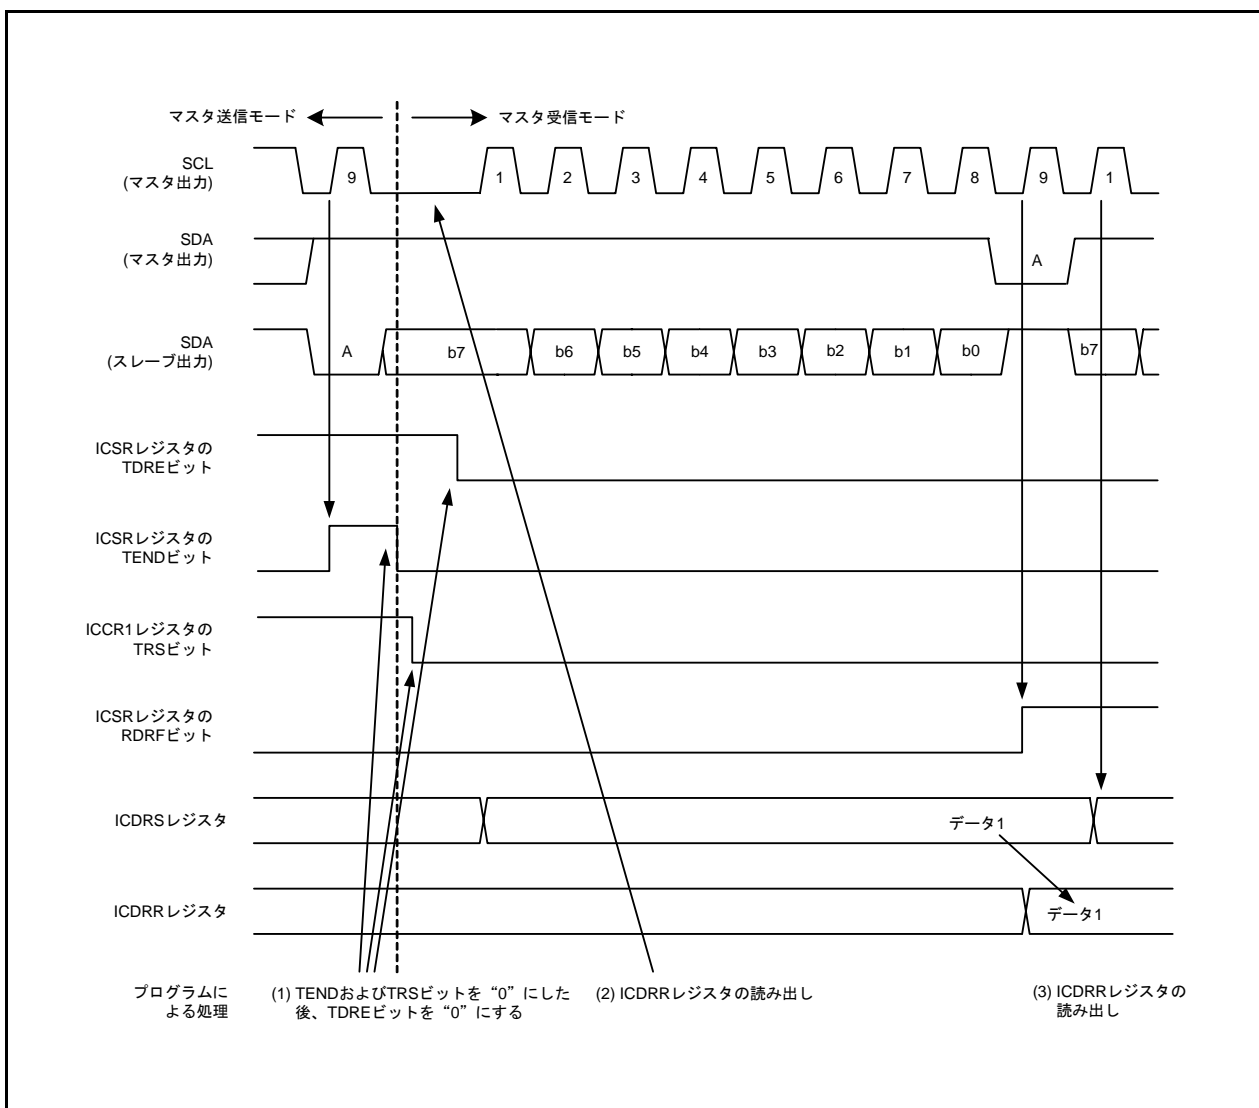 マスタ送信モード
マスタ受信モード
SCL
(マスタ出力)
9
1
2
3
4
5
6
7
8
9
1
SDA
(マスタ出力)
A
SDA
(スレーブ出力)
A
b7
b6
b5
b4
b3
b2
b1
b0
b7
ICSRレジスタの
TDREビット
ICSRレジスタの
TENDビット
ICCR1レジスタの
TRSビット
ICSRレジスタの
RDRFビット
ICDRSレジスタ
データ1
ICDRRレジスタ
データ1
プログラムに
よる処理
(1) TENDおよびTRSビットを“0”にした
後、TDREビットを“0”にする
(2) ICDRRレジスタの読み出し
(3) ICDRRレジスタの
読み出し